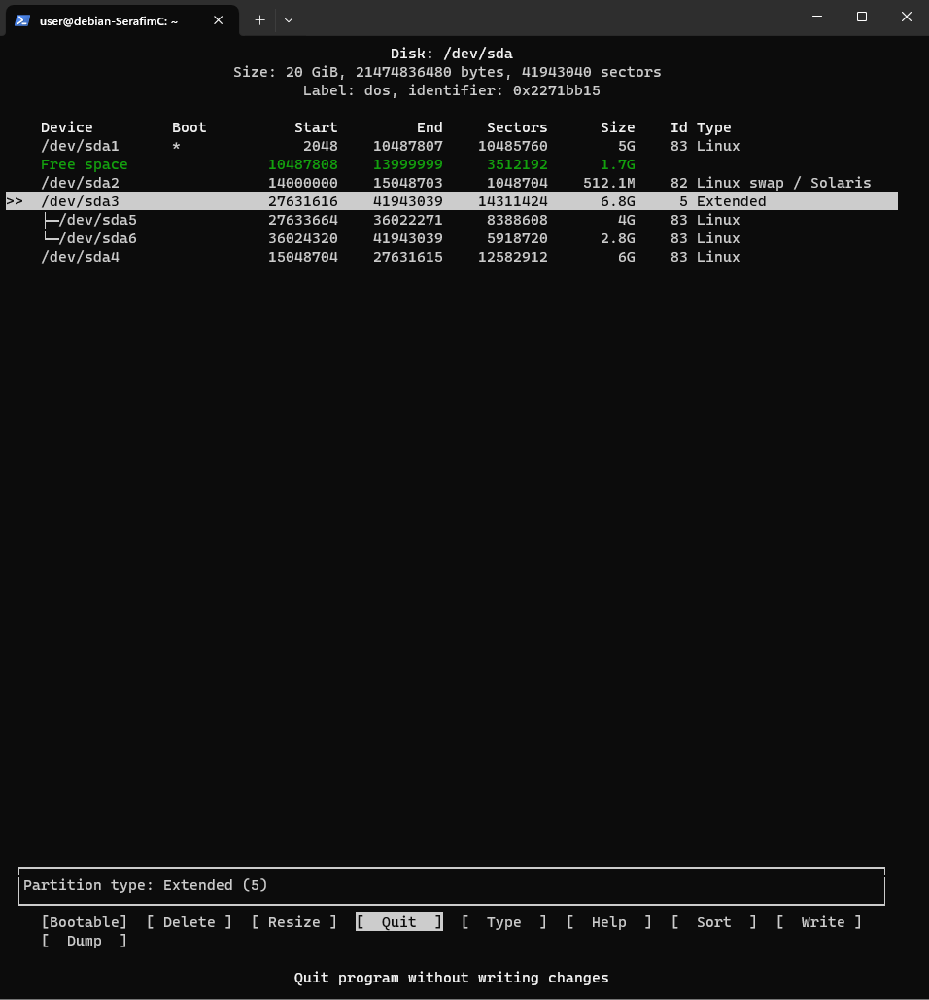 user@debian-SerafimC: ~
Disk: /dev/sda
Size: 20 GiB, 21474836480 bytes, 41943040 sectors
Label: dos, identifier: 0x2271bb15
Device Boot Start End Sectors Size Id Type
/dev/sda1 * 2048 10487807 10485760 5G 83 Linux
Free space 10487808 13999999 3512192 1.7G
/dev/sda2 14000000 15048703 1048704 512.1M 82 Linux swap / Solaris
>> /dev/sda3 27631616 41943039 14311424 6.8G 5 Extended
├─/dev/sda5 27633664 36022271 8388608 4G 83 Linux
└─/dev/sda6 36024320 41943039 5918720 2.8G 83 Linux
/dev/sda4 15048704 27631615 12582912 6G 83 Linux
Partition type: Extended (5)
[Bootable] [ Delete ] [ Resize ] [ Quit ] [ Type ] [ Help ] [ Sort ] [ Write ]
[ Dump ]
Quit program without writing changes